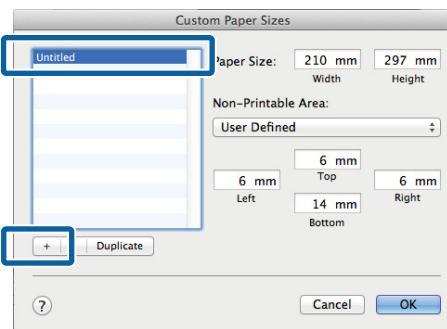 Custom Paper Sizes
Untitled
Paper Size: 210 mm 297 mm
Width Height
Non-Printable Area:
User Defined
6 mm
Top
6 mm 6 mm
Left Right
14 mm
Bottom
+ Duplicate
? Cancel OK